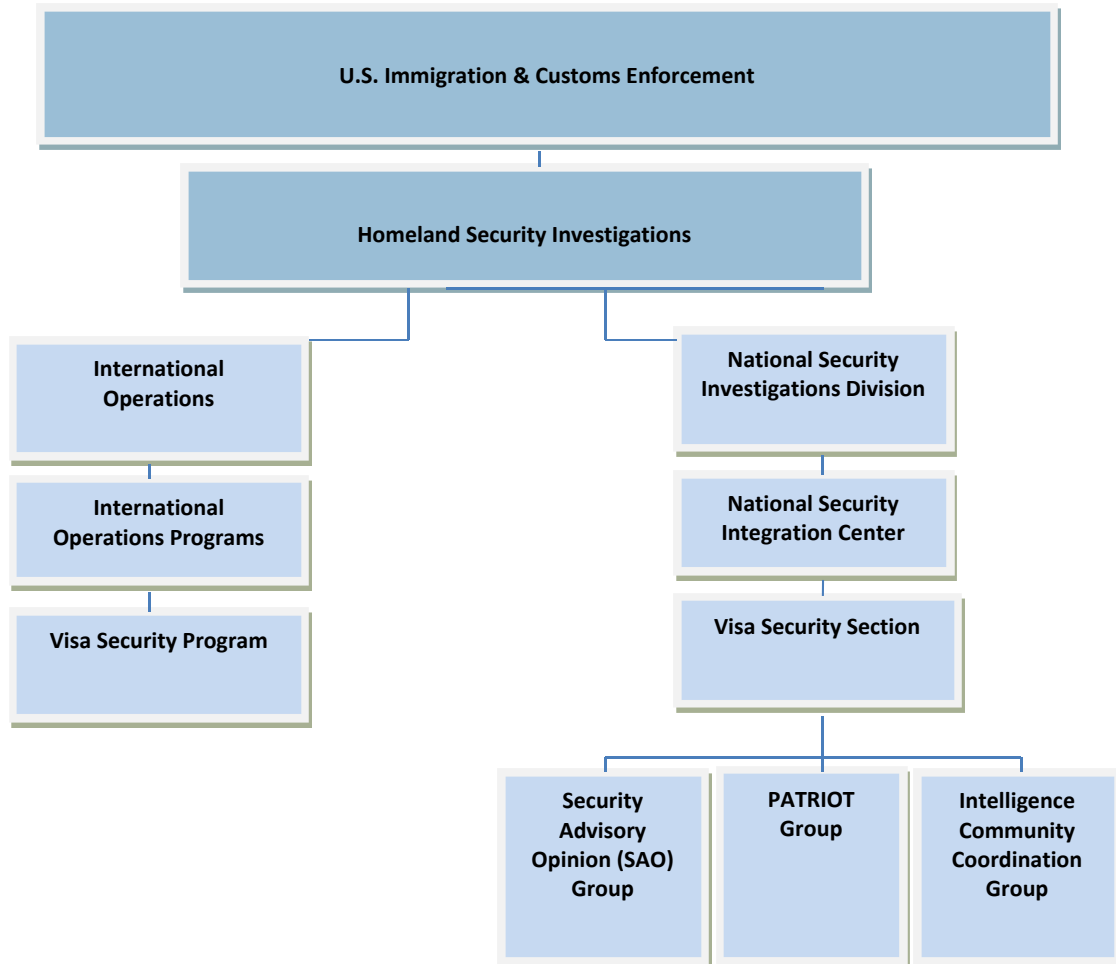 U.S. Immigration & Customs Enforcement
Homeland Security Investigations
International
Operations
National Security
Investigations Division
International
Operations Programs
National Security
Integration Center
Visa Security Program
Visa Security Section
Security
Advisory
Opinion (SAO)
Group
PATRIOT
Group
Intelligence
Community
Coordination
Group